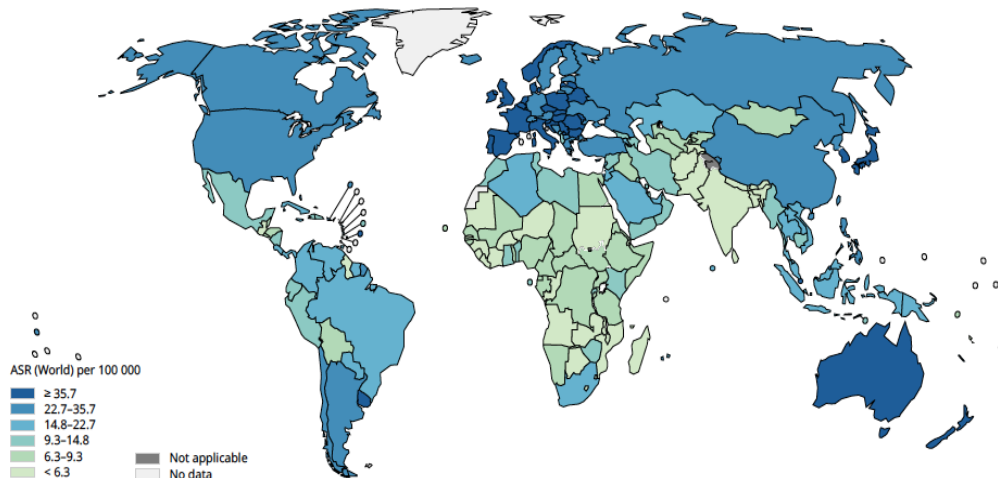 ASR (World) per 100 000
≥ 35.7
22.7–35.7
14.8–22.7
9.3–14.8
6.3–9.3
< 6.3
Not applicable
No data